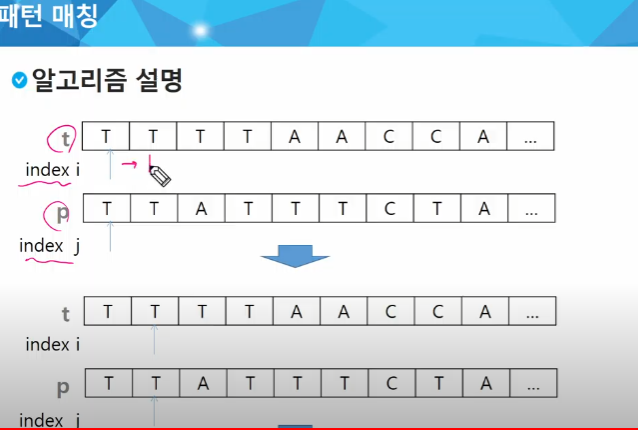 패턴 매칭
알고리즘 설명
t T T T T A A C C A ...
index i
p T T A T T T C T A ...
index j
t T T T T A A C C A ...
index i
p T T A T T T C T A ...
index j